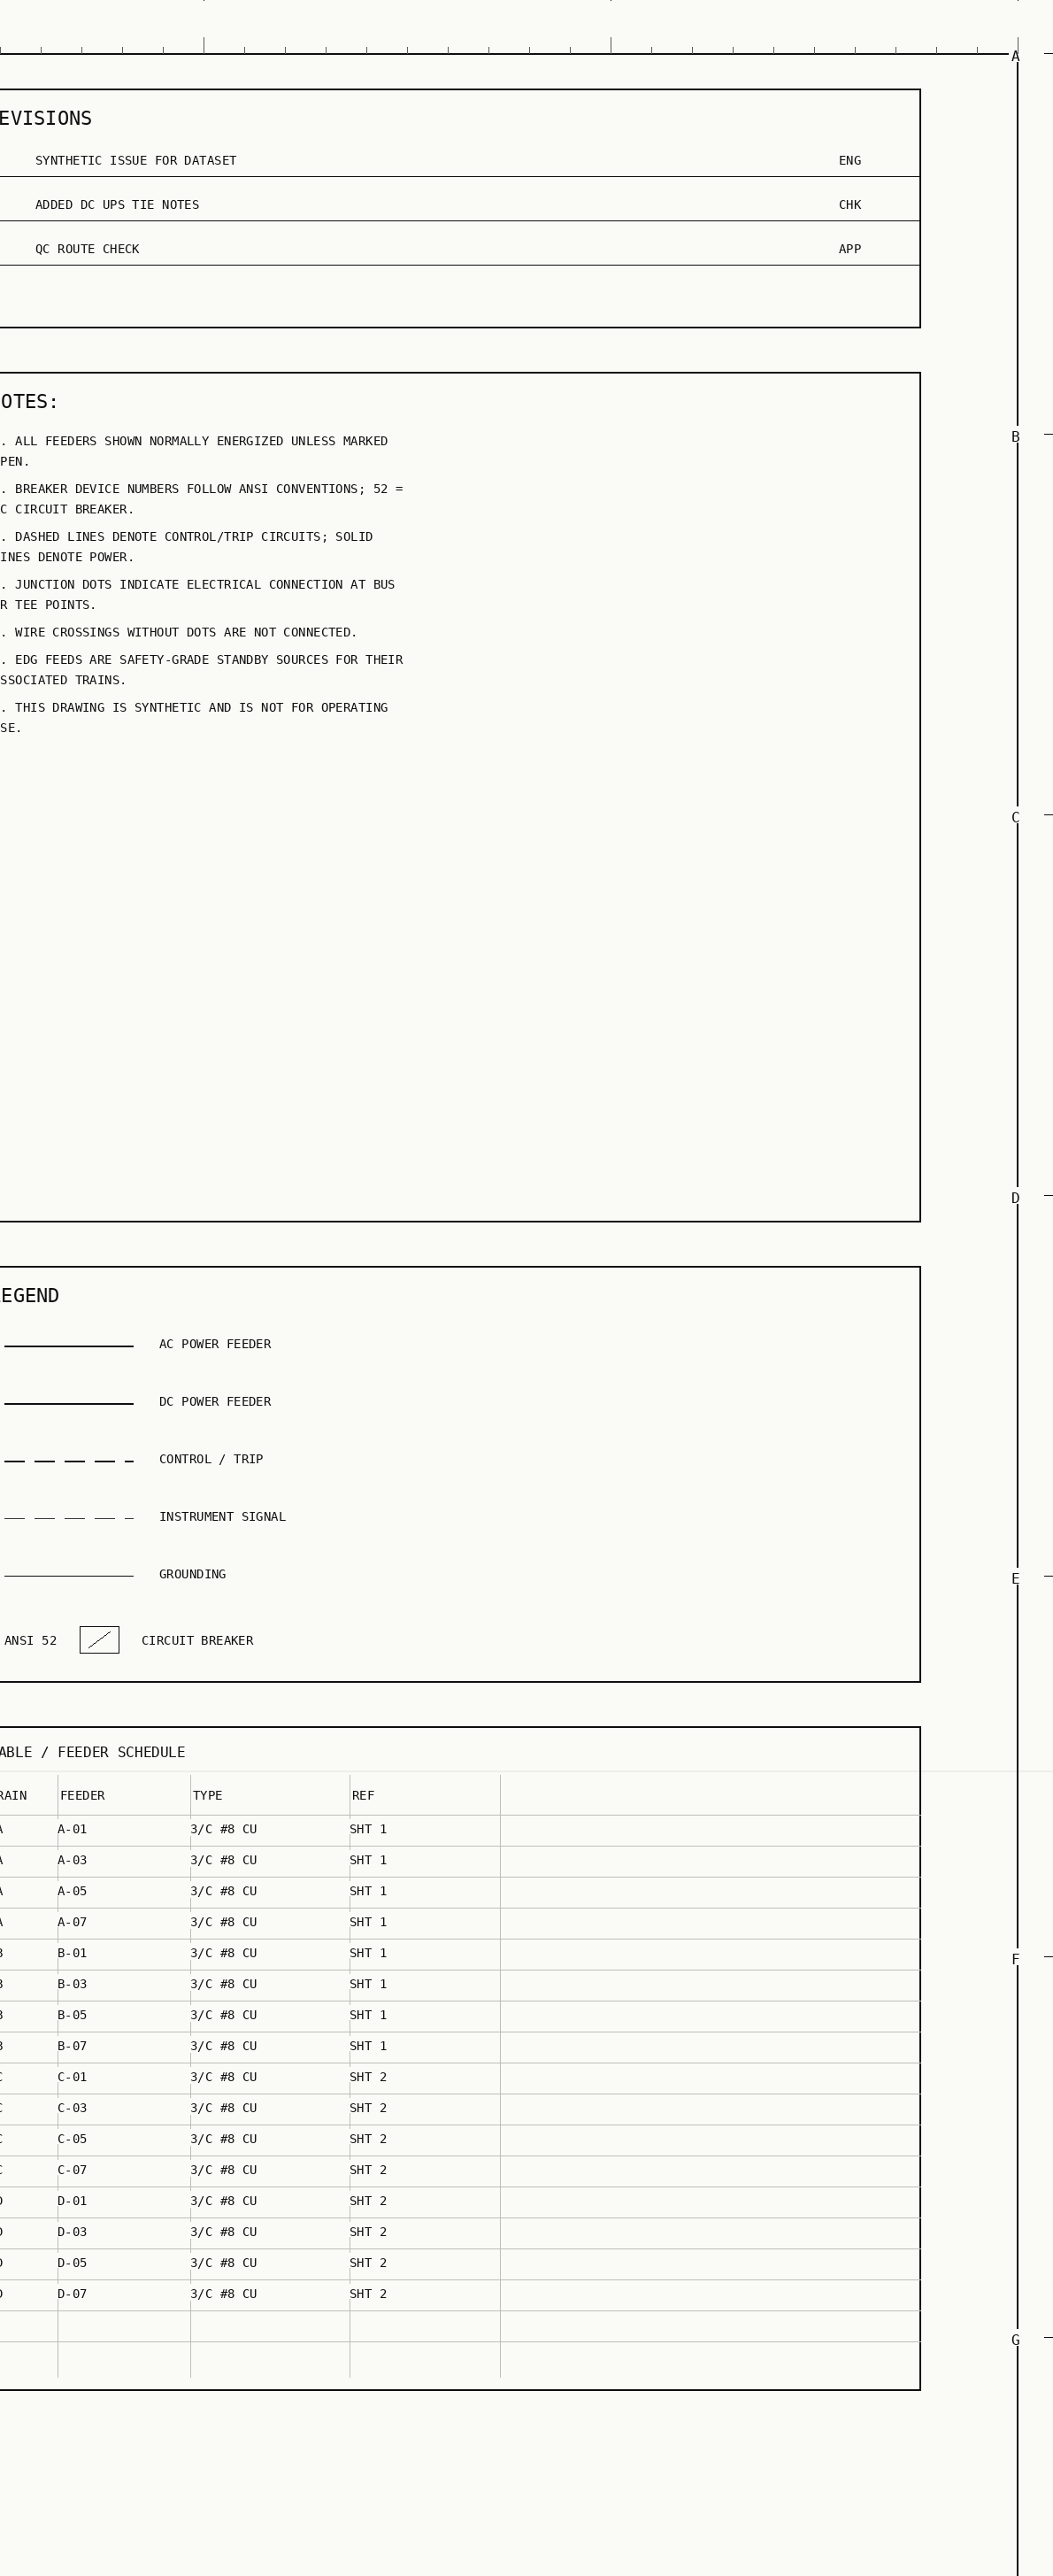 A
EVISIONS
SYNTHETIC ISSUE FOR DATASET ENG
ADDED DC UPS TIE NOTES CHK
QC ROUTE CHECK APP
OTES:
. ALL FEEDERS SHOWN NORMALLY ENERGIZED UNLESS MARKED
PEN.
B
. BREAKER DEVICE NUMBERS FOLLOW ANSI CONVENTIONS; 52 =
C CIRCUIT BREAKER.
. DASHED LINES DENOTE CONTROL/TRIP CIRCUITS; SOLID
INES DENOTE POWER.
. JUNCTION DOTS INDICATE ELECTRICAL CONNECTION AT BUS
R TEE POINTS.
. WIRE CROSSINGS WITHOUT DOTS ARE NOT CONNECTED.
. EDG FEEDS ARE SAFETY-GRADE STANDBY SOURCES FOR THEIR
SSOCIATED TRAINS.
. THIS DRAWING IS SYNTHETIC AND IS NOT FOR OPERATING
SE.
C
D
EGEND
AC POWER FEEDER
DC POWER FEEDER
CONTROL / TRIP
INSTRUMENT SIGNAL
GROUNDING
E
ANSI 52 CIRCUIT BREAKER
ABLE / FEEDER SCHEDULE
RAIN FEEDER TYPE REF
A A-01 3/C #8 CU SHT 1
A A-03 3/C #8 CU SHT 1
A A-05 3/C #8 CU SHT 1
A A-07 3/C #8 CU SHT 1
B B-01 3/C #8 CU SHT 1
F
B B-03 3/C #8 CU SHT 1
B B-05 3/C #8 CU SHT 1
B B-07 3/C #8 CU SHT 1
C C-01 3/C #8 CU SHT 2
C C-03 3/C #8 CU SHT 2
C C-05 3/C #8 CU SHT 2
C C-07 3/C #8 CU SHT 2
D D-01 3/C #8 CU SHT 2
D D-03 3/C #8 CU SHT 2
D D-05 3/C #8 CU SHT 2
D D-07 3/C #8 CU SHT 2
G